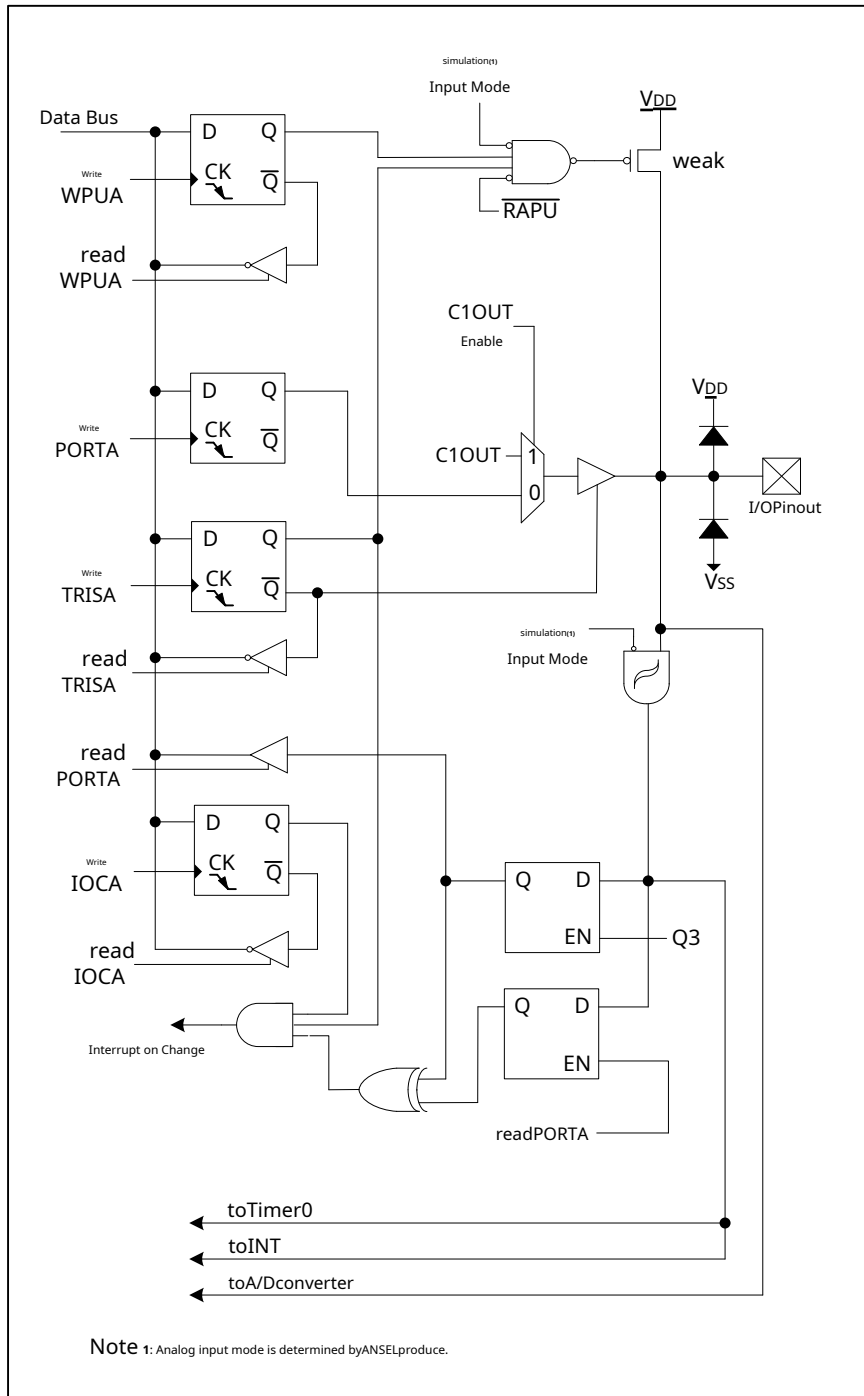 simulation(1)
Input Mode
VDD
Data Bus
D
Q
weak
Write
CK
Q
WPUA
RAPU
read
WPUA
C1OUT
Enable
VDD
D
Q
Write
CK
Q
PORTA
C1OUT
1
0
I/OPinout
D
Q
Write
CK
Q
TRISA
VSS
simulation(1)
Input Mode
read
TRISA
read
PORTA
D
Q
Write
CK
Q
IOCA
Q
D
EN
Q3
read
IOCA
Q
D
EN
Interrupt on Change
readPORTA
toTimer0
toINT
toA/Dconverter
Note 1: Analog input mode is determined byANSELproduce.